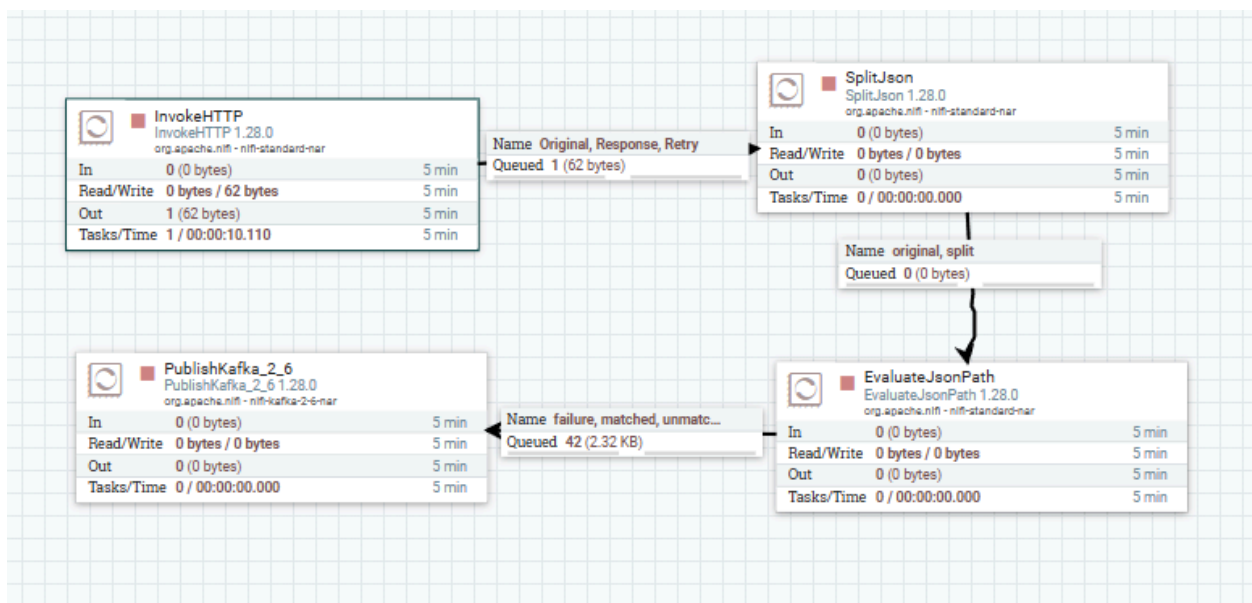 InvokeHTTP
InvokeHTTP 1.28.0
org.apache.nifi - nifi-standard-nar
In 0 (0 bytes) 5 min
Read/Write 0 bytes / 62 bytes
Out 1 (62 bytes) 5 min
Tasks/Time 1 / 00:00:10.110 5 min
Name Original, Response, Retry
Queued 1 (62 bytes)
SplitJson
SplitJson 1.28.0
org.apache.nifi - nifi-standard-nar
In 0 (0 bytes) 5 min
Read/Write 0 bytes / 0 bytes 5 min
Out 0 (0 bytes) 5 min
Tasks/Time 0 / 00:00:00.000 5 min
Name original, split
Queued 0 (0 bytes)
PublishKafka_2_6
PublishKafka_2_6 1.28.0
org.apache.nifi - nifi-kafka-2-6-nar
In 0 (0 bytes) 5 min
Read/Write 0 bytes / 0 bytes 5 min
Out 0 (0 bytes) 5 min
Tasks/Time 0 / 00:00:00.000 5 min
Name failure, matched, unmatc...
Queued 42 (2.32 KB)
EvaluateJsonPath
EvaluateJsonPath 1.28.0
org.apache.nifi - nifi-standard-nar
In 0 (0 bytes) 5 min
Read/Write 0 bytes / 0 bytes 5 min
Out 0 (0 bytes) 5 min
Tasks/Time 0 / 00:00:00.000 5 min